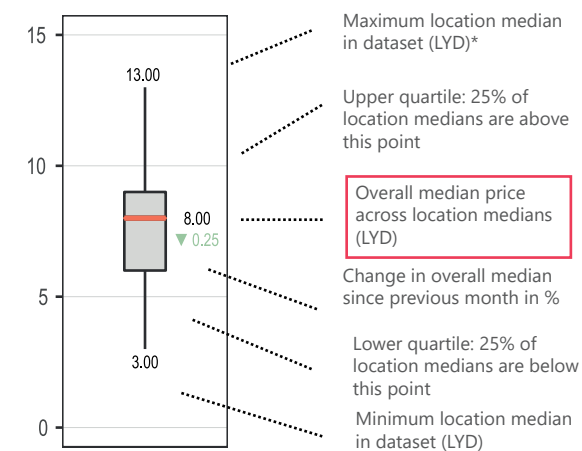 15
10
5
0
13.00
8.00
▼ 0.25
3.00
Maximum location median
in dataset (LYD)*
Upper quartile: 25% of
location medians are above
this point
Overall median price
across location medians
(LYD)
Change in overall median
since previous month in %
Lower quartile: 25% of
location medians are below
this point
Minimum location median
in dataset (LYD)